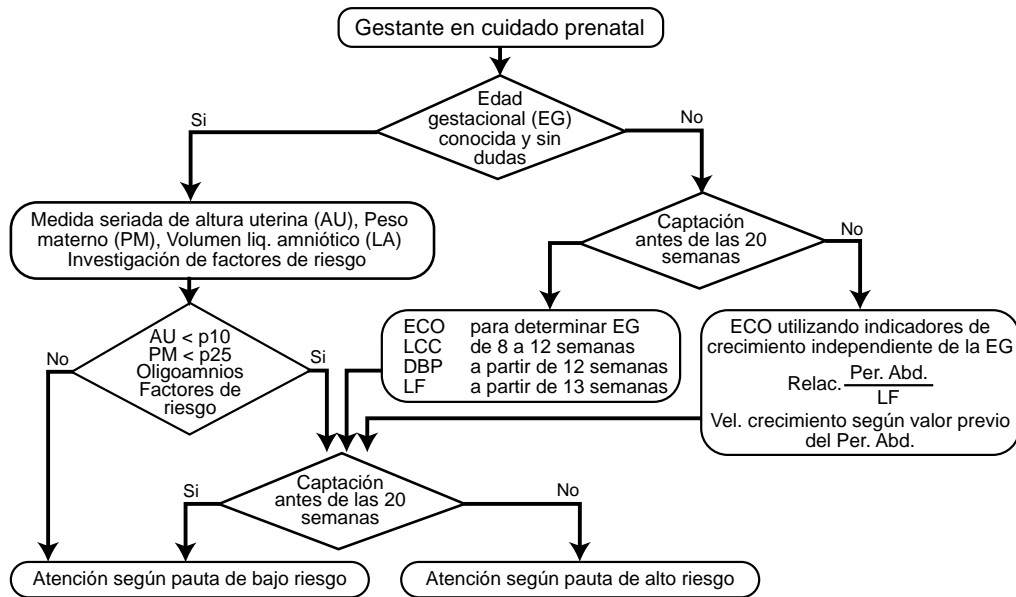 Gestante en cuidado prenatal
Edad
gestacional (EG)
conocida y sin
dudas
Si
No
Medida seriada de altura uterina (AU), Peso
materno (PM), Volumen liq. amniótico (LA)
Investigación de factores de riesgo
Captación
antes de las 20
semanas
No
AU < p10
PM < p25
Oligoamnios
Factores de
riesgo
No
Si
ECO para determinar EG
LCC de 8 a 12 semanas
DBP a partir de 12 semanas
LF a partir de 13 semanas
ECO utilizando indicadores de
crecimiento independiente de la EG
Relac. Per. Abd.
LF
Vel. crecimiento según valor previo
del Per. Abd.
Captación
antes de las 20
semanas
Si
No
Atención según pauta de bajo riesgo
Atención según pauta de alto riesgo